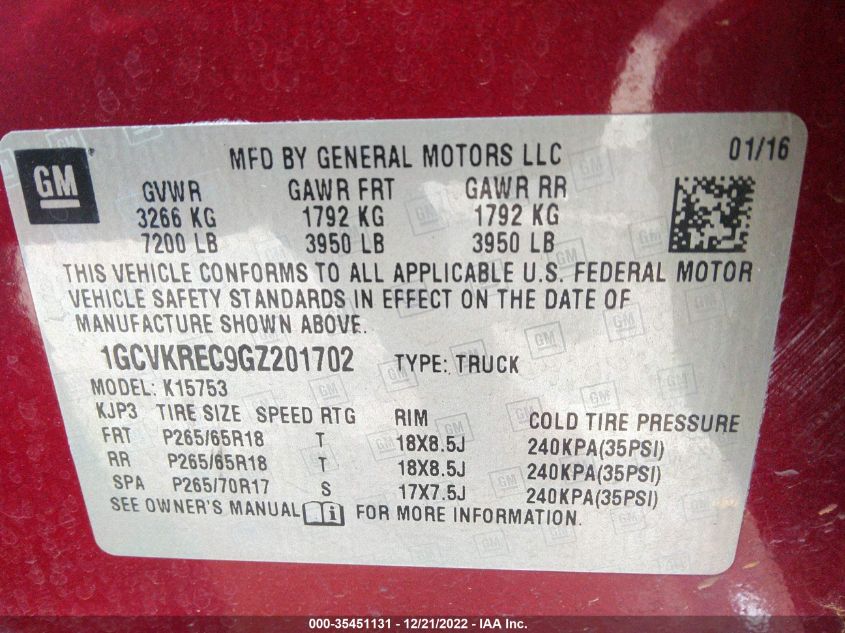 GM
MFD BY GENERAL MOTORS LLC 01/16
GVWR GAWR FRT GAWR RR
3266 KG 1792 KG 1792 KG
7200 LB 3950 LB 3950 LB
THIS VEHICLE CONFORMS TO ALL APPLICABLE U.S. FEDERAL MOTOR
VEHICLE SAFETY STANDARDS IN EFFECT ON THE DATE OF
MANUFACTURE SHOWN ABOVE.
1GCVKREC9GZ201702 TYPE: TRUCK
MODEL: K15753
KJP3 TIRE SIZE SPEED RTG RIM COLD TIRE PRESSURE
FRT P265/65R18 T 18X8.5J 240KPA(35PSI)
RR P265/65R18 T 18X8.5J 240KPA(35PSI)
SPA P265/70R17 S 17X7.5J 240KPA(35PSI)
SEE OWNER'S MANUAL FOR MORE INFORMATION.
000-35451131 - 12/21/2022 - IAA Inc.